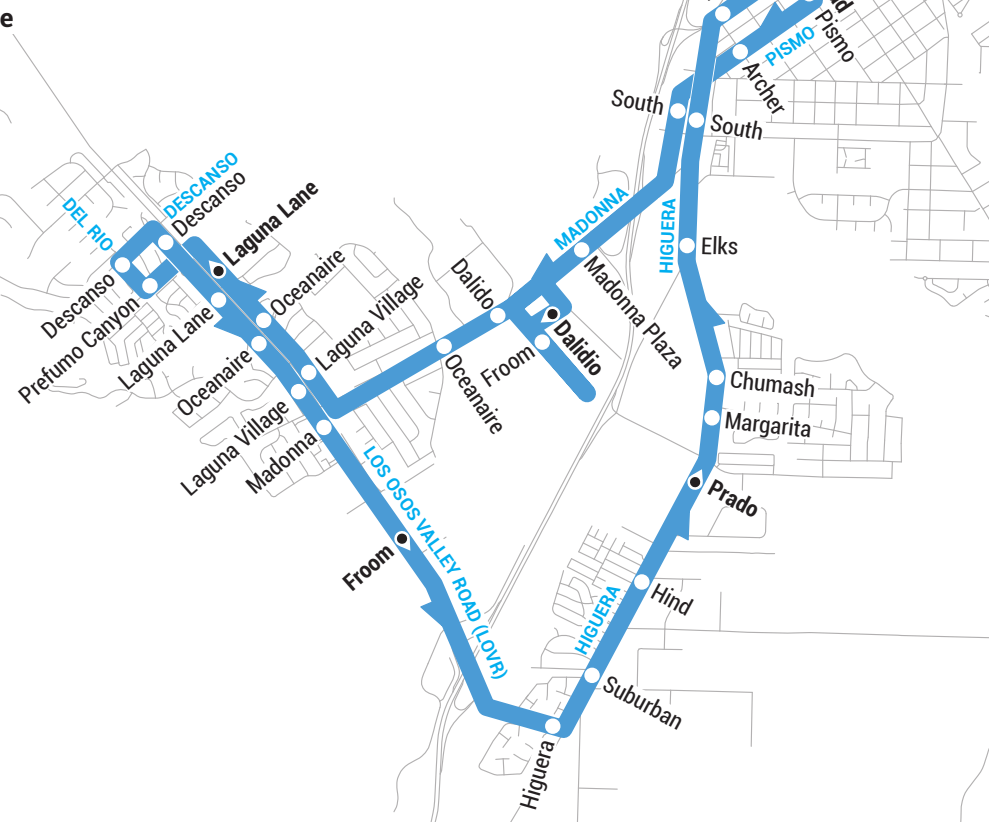 e
Pismo
PISMO
Archer
South
South
DESCANSO
Descanso
Laguna Lane
DEL RIO
MADONNA
HIGUERA
Elks
Descanso
Prefumo Canyon
Laguna Lane
Oceanaire
Oceanaire
Laguna Village
Dalido
Madonna Plaza
Dalidio
Froom
Oceanaire
Laguna Village
Madonna
Chumash
Margarita
LOS OSOS VALLEY ROAD (LOVR)
Prado
Froom
HIGUERA
Hind
Suburban
Higuera